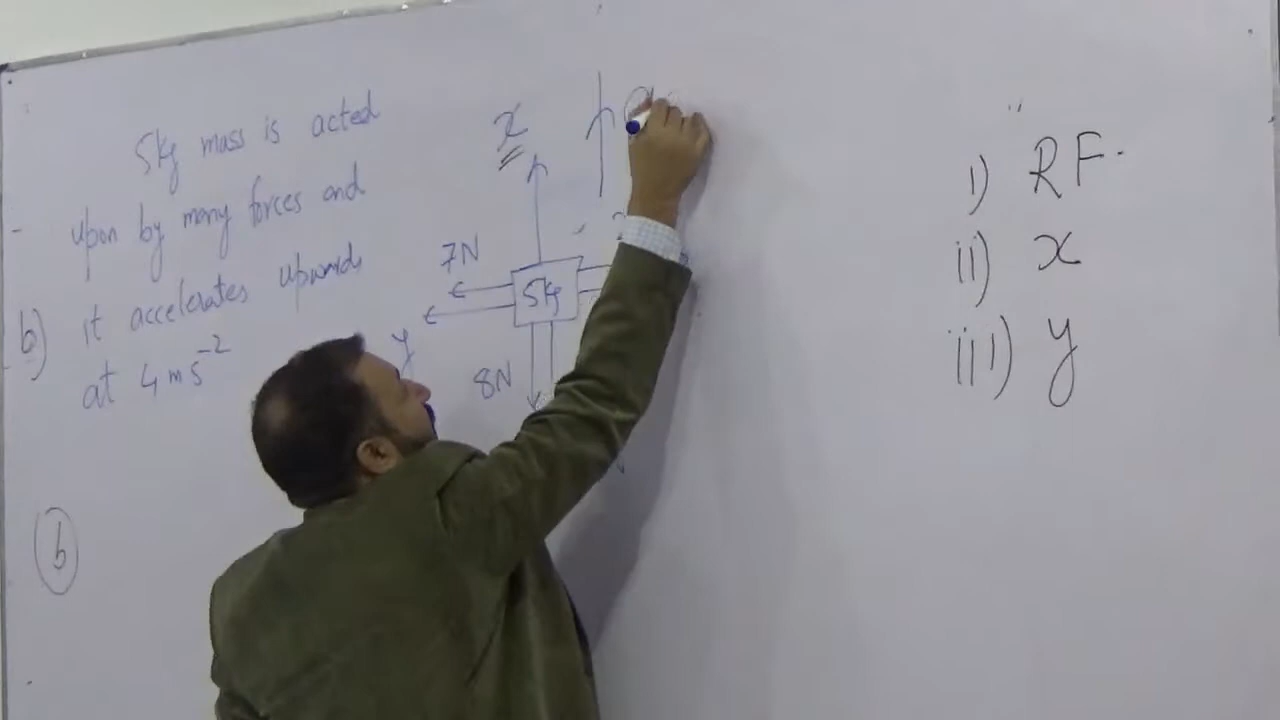 5kg mass is acted
upon by many forces and
b) it accelerates upwards
at 4 ms⁻²
b
x
a
7N
5kg
y
8N
i) RF.
ii) x
iii) y